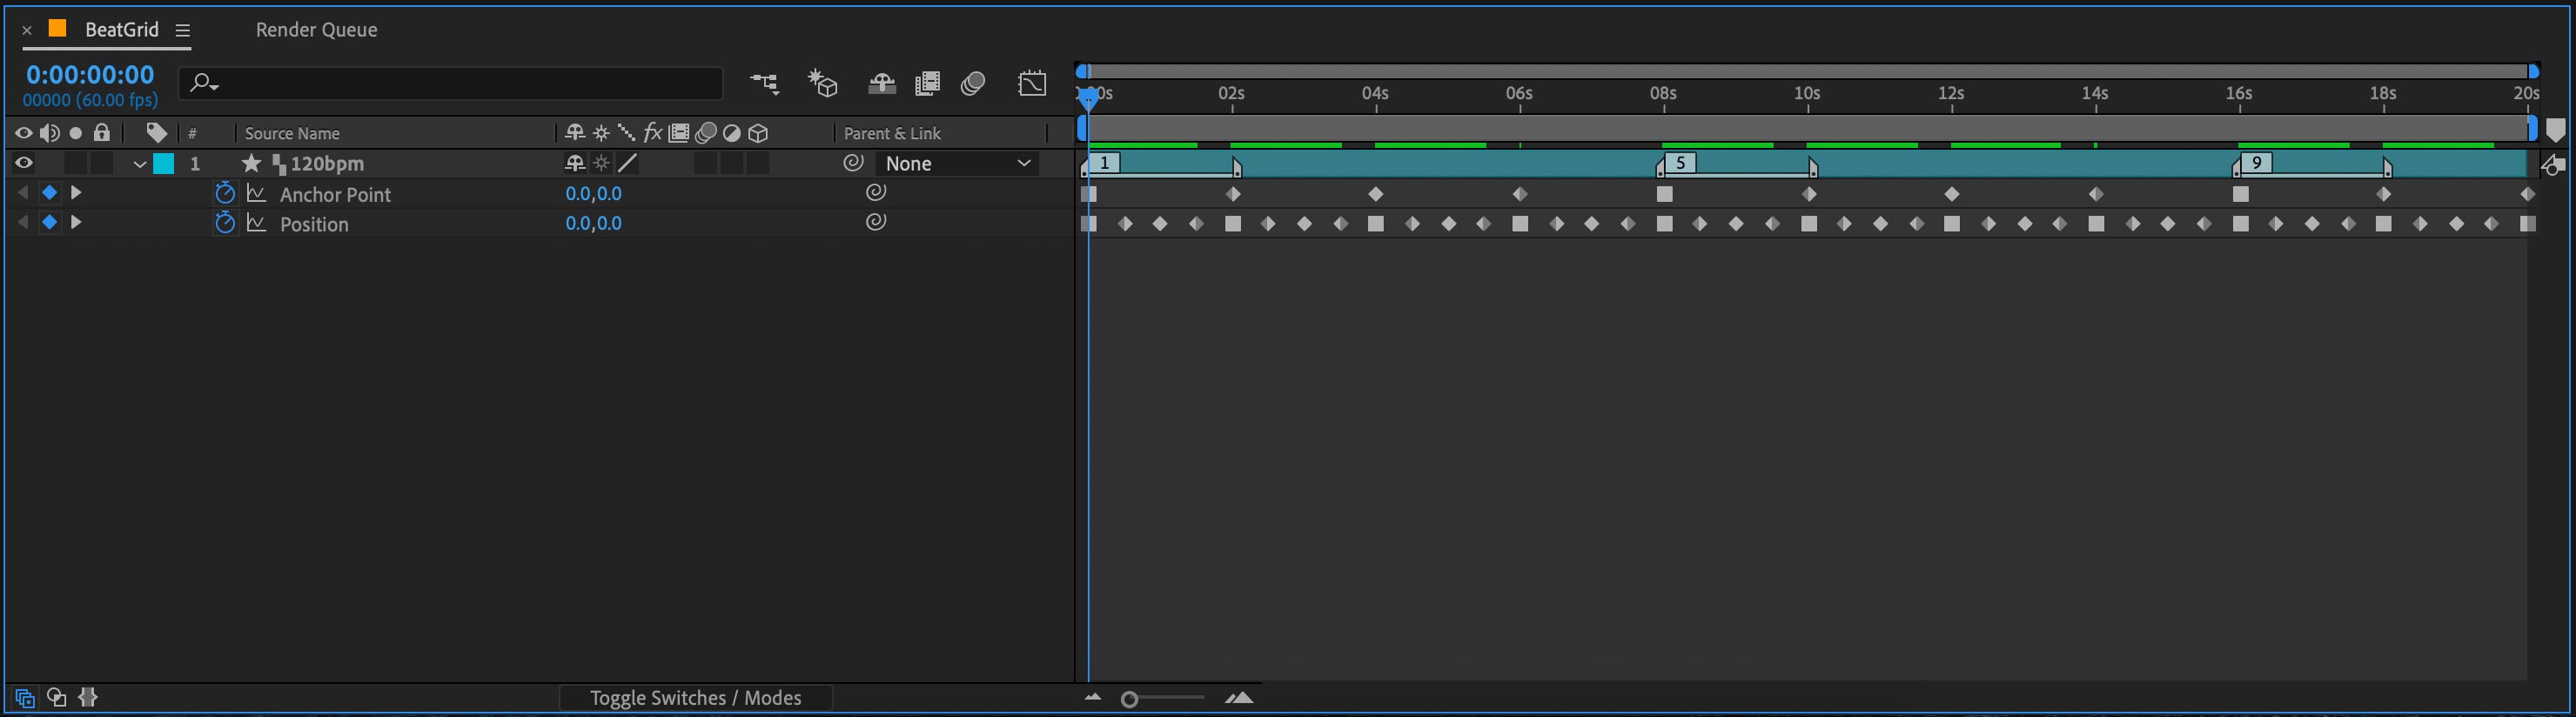 BeatGrid
Render Queue
0:00:00:00
00000 (60.00 fps)
02s 04s 06s 08s 10s 12s 14s 16s 18s 20s
# Source Name fx Parent & Link
1 120bpm None 1 5 9
Anchor Point 0.0,0.0
Position 0.0,0.0
Toggle Switches / Modes